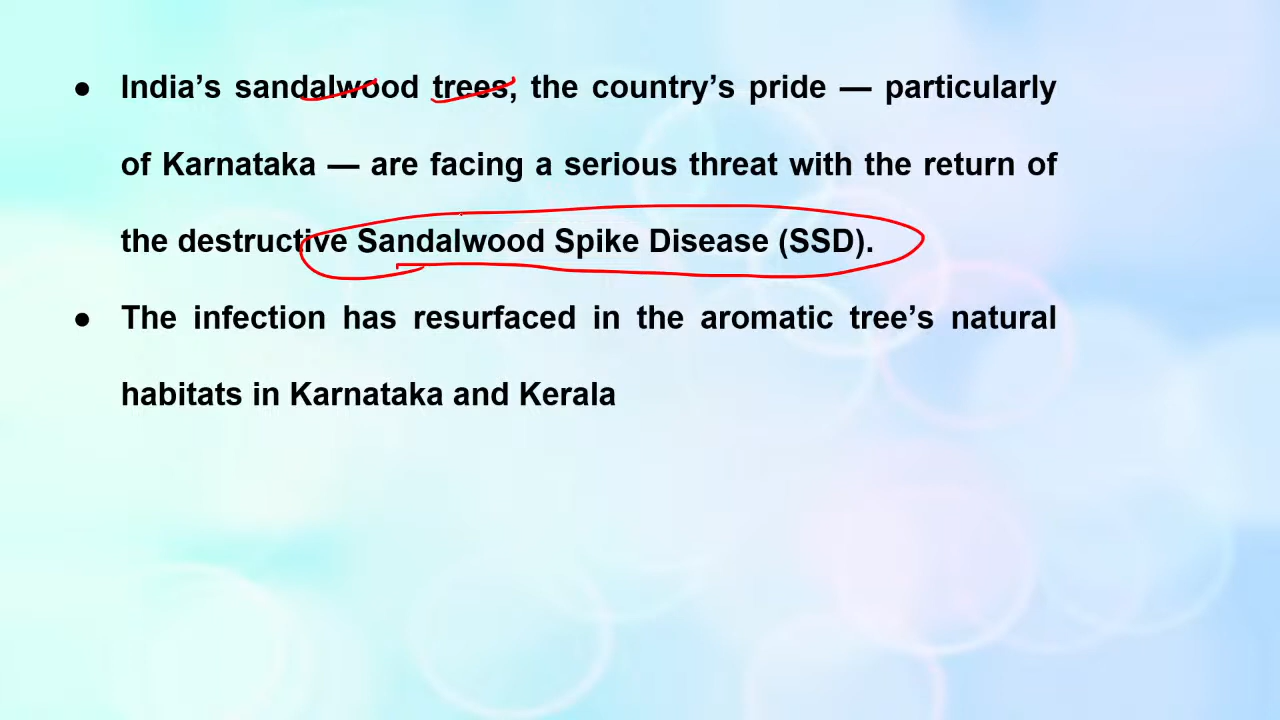 ● India’s sandalwood trees, the country’s pride — particularly
of Karnataka — are facing a serious threat with the return of
the destructive Sandalwood Spike Disease (SSD).
● The infection has resurfaced in the aromatic tree’s natural
habitats in Karnataka and Kerala